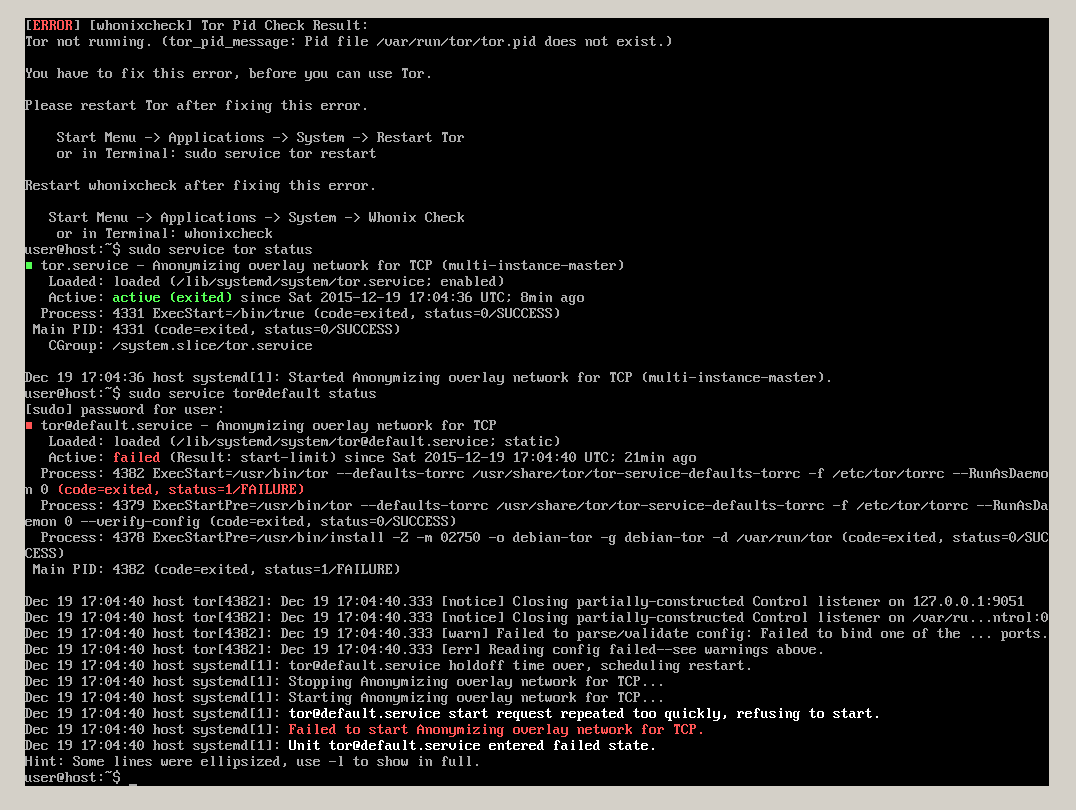 [ERROR] [whonixcheck] Tor Pid Check Result:
Tor not running. (tor_pid_message: Pid file /var/run/tor/tor.pid does not exist.)
You have to fix this error, before you can use Tor.
Please restart Tor after fixing this error.
Start Menu -> Applications -> System -> Restart Tor
or in Terminal: sudo service tor restart
Restart whonixcheck after fixing this error.
Start Menu -> Applications -> System -> Whonix Check
or in Terminal: whonixcheck
user@host:~$ sudo service tor status
■ tor.service - Anonymizing overlay network for TCP (multi-instance-master)
Loaded: loaded (/lib/systemd/system/tor.service; enabled)
Active: active (exited) since Sat 2015-12-19 17:04:36 UTC; 8min ago
Process: 4331 ExecStart=/bin/true (code=exited, status=0/SUCCESS)
Main PID: 4331 (code=exited, status=0/SUCCESS)
CGroup: /system.slice/tor.service
Dec 19 17:04:36 host systemd[1]: Started Anonymizing overlay network for TCP (multi-instance-master).
user@host:~$ sudo service tor@default status
[sudo] password for user:
■ tor@default.service - Anonymizing overlay network for TCP
Loaded: loaded (/lib/systemd/system/tor@default.service; static)
Active: failed (Result: start-limit) since Sat 2015-12-19 17:04:40 UTC; 21min ago
Process: 4382 ExecStart=/usr/bin/tor --defaults-torrc /usr/share/tor/tor-service-defaults-torrc -f /etc/tor/torrc --RunAsDaemo
n 0 (code=exited, status=1/FAILURE)
Process: 4379 ExecStartPre=/usr/bin/tor --defaults-torrc /usr/share/tor/tor-service-defaults-torrc -f /etc/tor/torrc --RunAsDa
emon 0 --verify-config (code=exited, status=0/SUCCESS)
Process: 4378 ExecStartPre=/usr/bin/install -Z -m 02750 -o debian-tor -g debian-tor -d /var/run/tor (code=exited, status=0/SUC
CESS)
Main PID: 4382 (code=exited, status=1/FAILURE)
Dec 19 17:04:40 host tor[4382]: Dec 19 17:04:40.333 [notice] Closing partially-constructed Control listener on 127.0.0.1:9051
Dec 19 17:04:40 host tor[4382]: Dec 19 17:04:40.333 [notice] Closing partially-constructed Control listener on /var/ru...ntrol:0
Dec 19 17:04:40 host tor[4382]: Dec 19 17:04:40.333 [warn] Failed to parse/validate config: Failed to bind one of the ... ports.
Dec 19 17:04:40 host tor[4382]: Dec 19 17:04:40.333 [err] Reading config failed--see warnings above.
Dec 19 17:04:40 host systemd[1]: tor@default.service holdoff time over, scheduling restart.
Dec 19 17:04:40 host systemd[1]: Stopping Anonymizing overlay network for TCP...
Dec 19 17:04:40 host systemd[1]: Starting Anonymizing overlay network for TCP...
Dec 19 17:04:40 host systemd[1]: tor@default.service start request repeated too quickly, refusing to start.
Dec 19 17:04:40 host systemd[1]: Failed to start Anonymizing overlay network for TCP.
Dec 19 17:04:40 host systemd[1]: Unit tor@default.service entered failed state.
Hint: Some lines were ellipsized, use -l to show in full.
user@host:~$ _